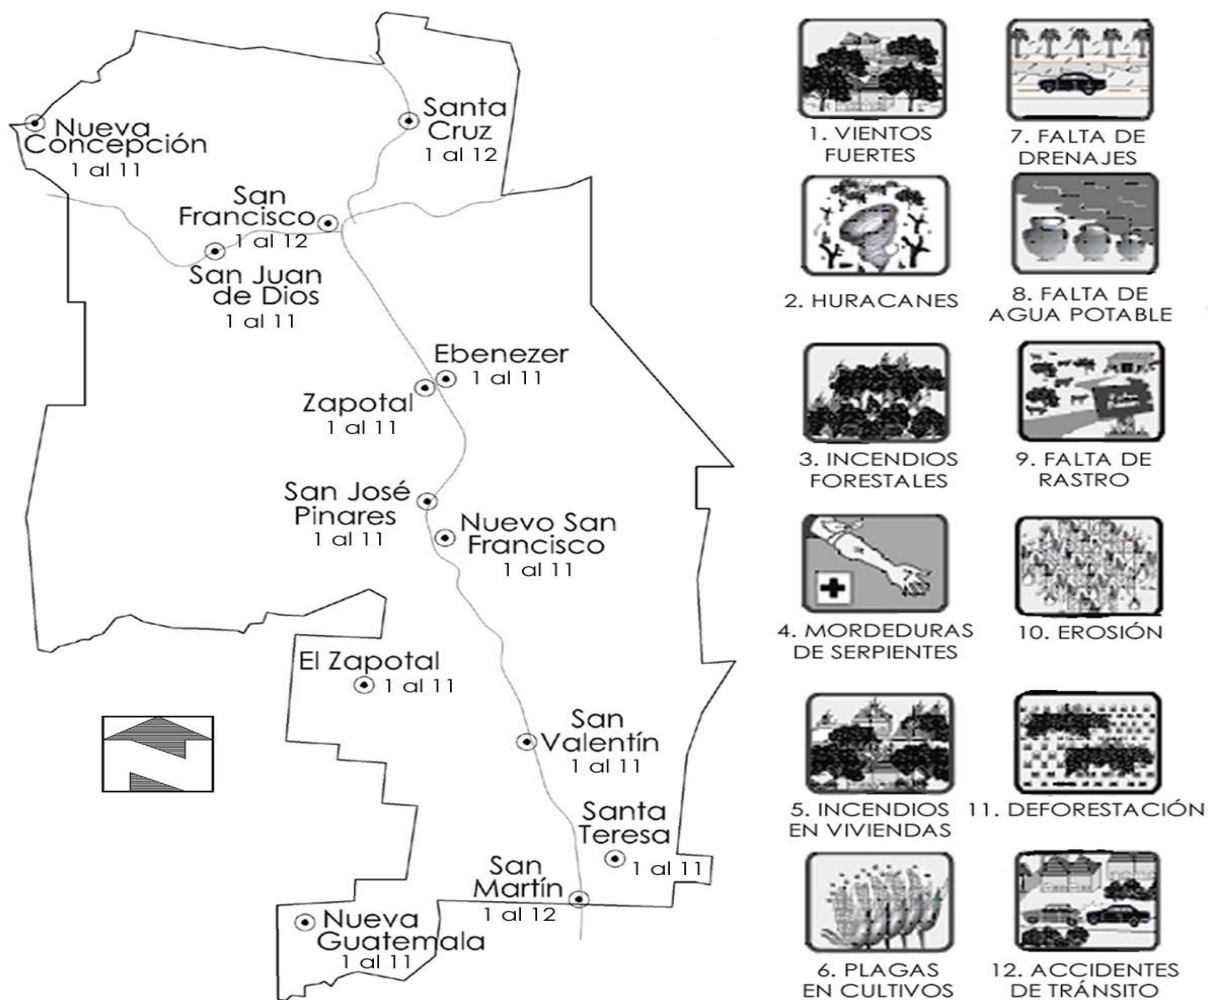 Nueva
Concepción
1 al 11
Santa
Cruz
1 al 12
San
Francisco
1 al 12
San Juan
de Dios
1 al 11
Ebenezer
1 al 11
Zapotal
1 al 11
San José
Pinares
1 al 11
Nuevo San
Francisco
1 al 11
El Zapotal
1 al 11
San
Valentín
1 al 11
Santa
Teresa
1 al 11
San
Martín
1 al 12
Nueva
Guatemala
1 al 11
1. VIENTOS
FUERTES
2. HURACANES
3. INCENDIOS
FORESTALES
4. MORDEDURAS
DE SERPIENTES
5. INCENDIOS
EN VIVIENDAS
6. PLAGAS
EN CULTIVOS
7. FALTA DE
DRENAJES
8. FALTA DE
AGUA POTABLE
9. FALTA DE
RASTRO
10. EROSIÓN
11. DEFORESTACIÓN
12. ACCIDENTES
DE TRÁNSITO